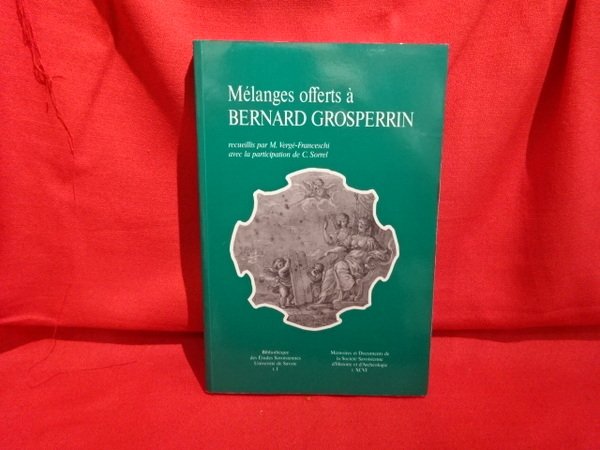 Mélanges offerts à
BERNARD GROSPERRIN
recueillis par M. Vergé-Franceschi
avec la participation de C. Sorrel
Bibliothèque
des Études Savoisiennes
Université de Savoie
t. I
Mémoires et Documents de
la Société Savoisienne
d'Histoire et d'Archéologie
t. XCVI